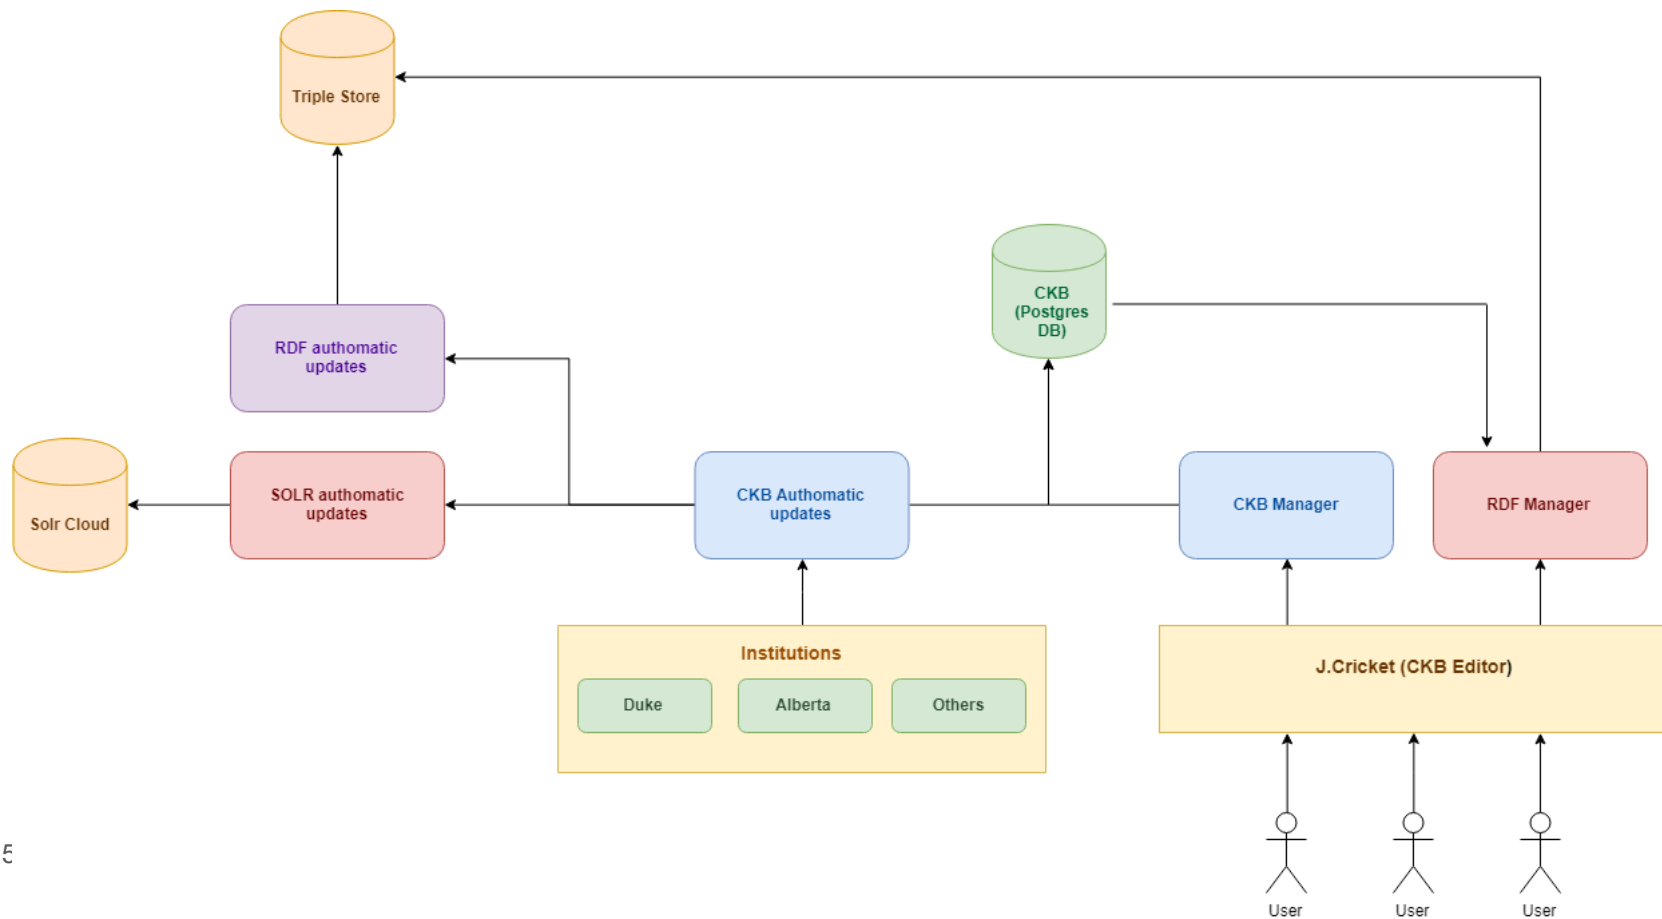 Triple Store
CKB
(Postgres
DB)
RDF authomatic
updates
Solr Cloud
SOLR authomatic
updates
CKB Authomatic
updates
CKB Manager
RDF Manager
Institutions
Duke
Alberta
Others
J.Cricket (CKB Editor)
User
User
User